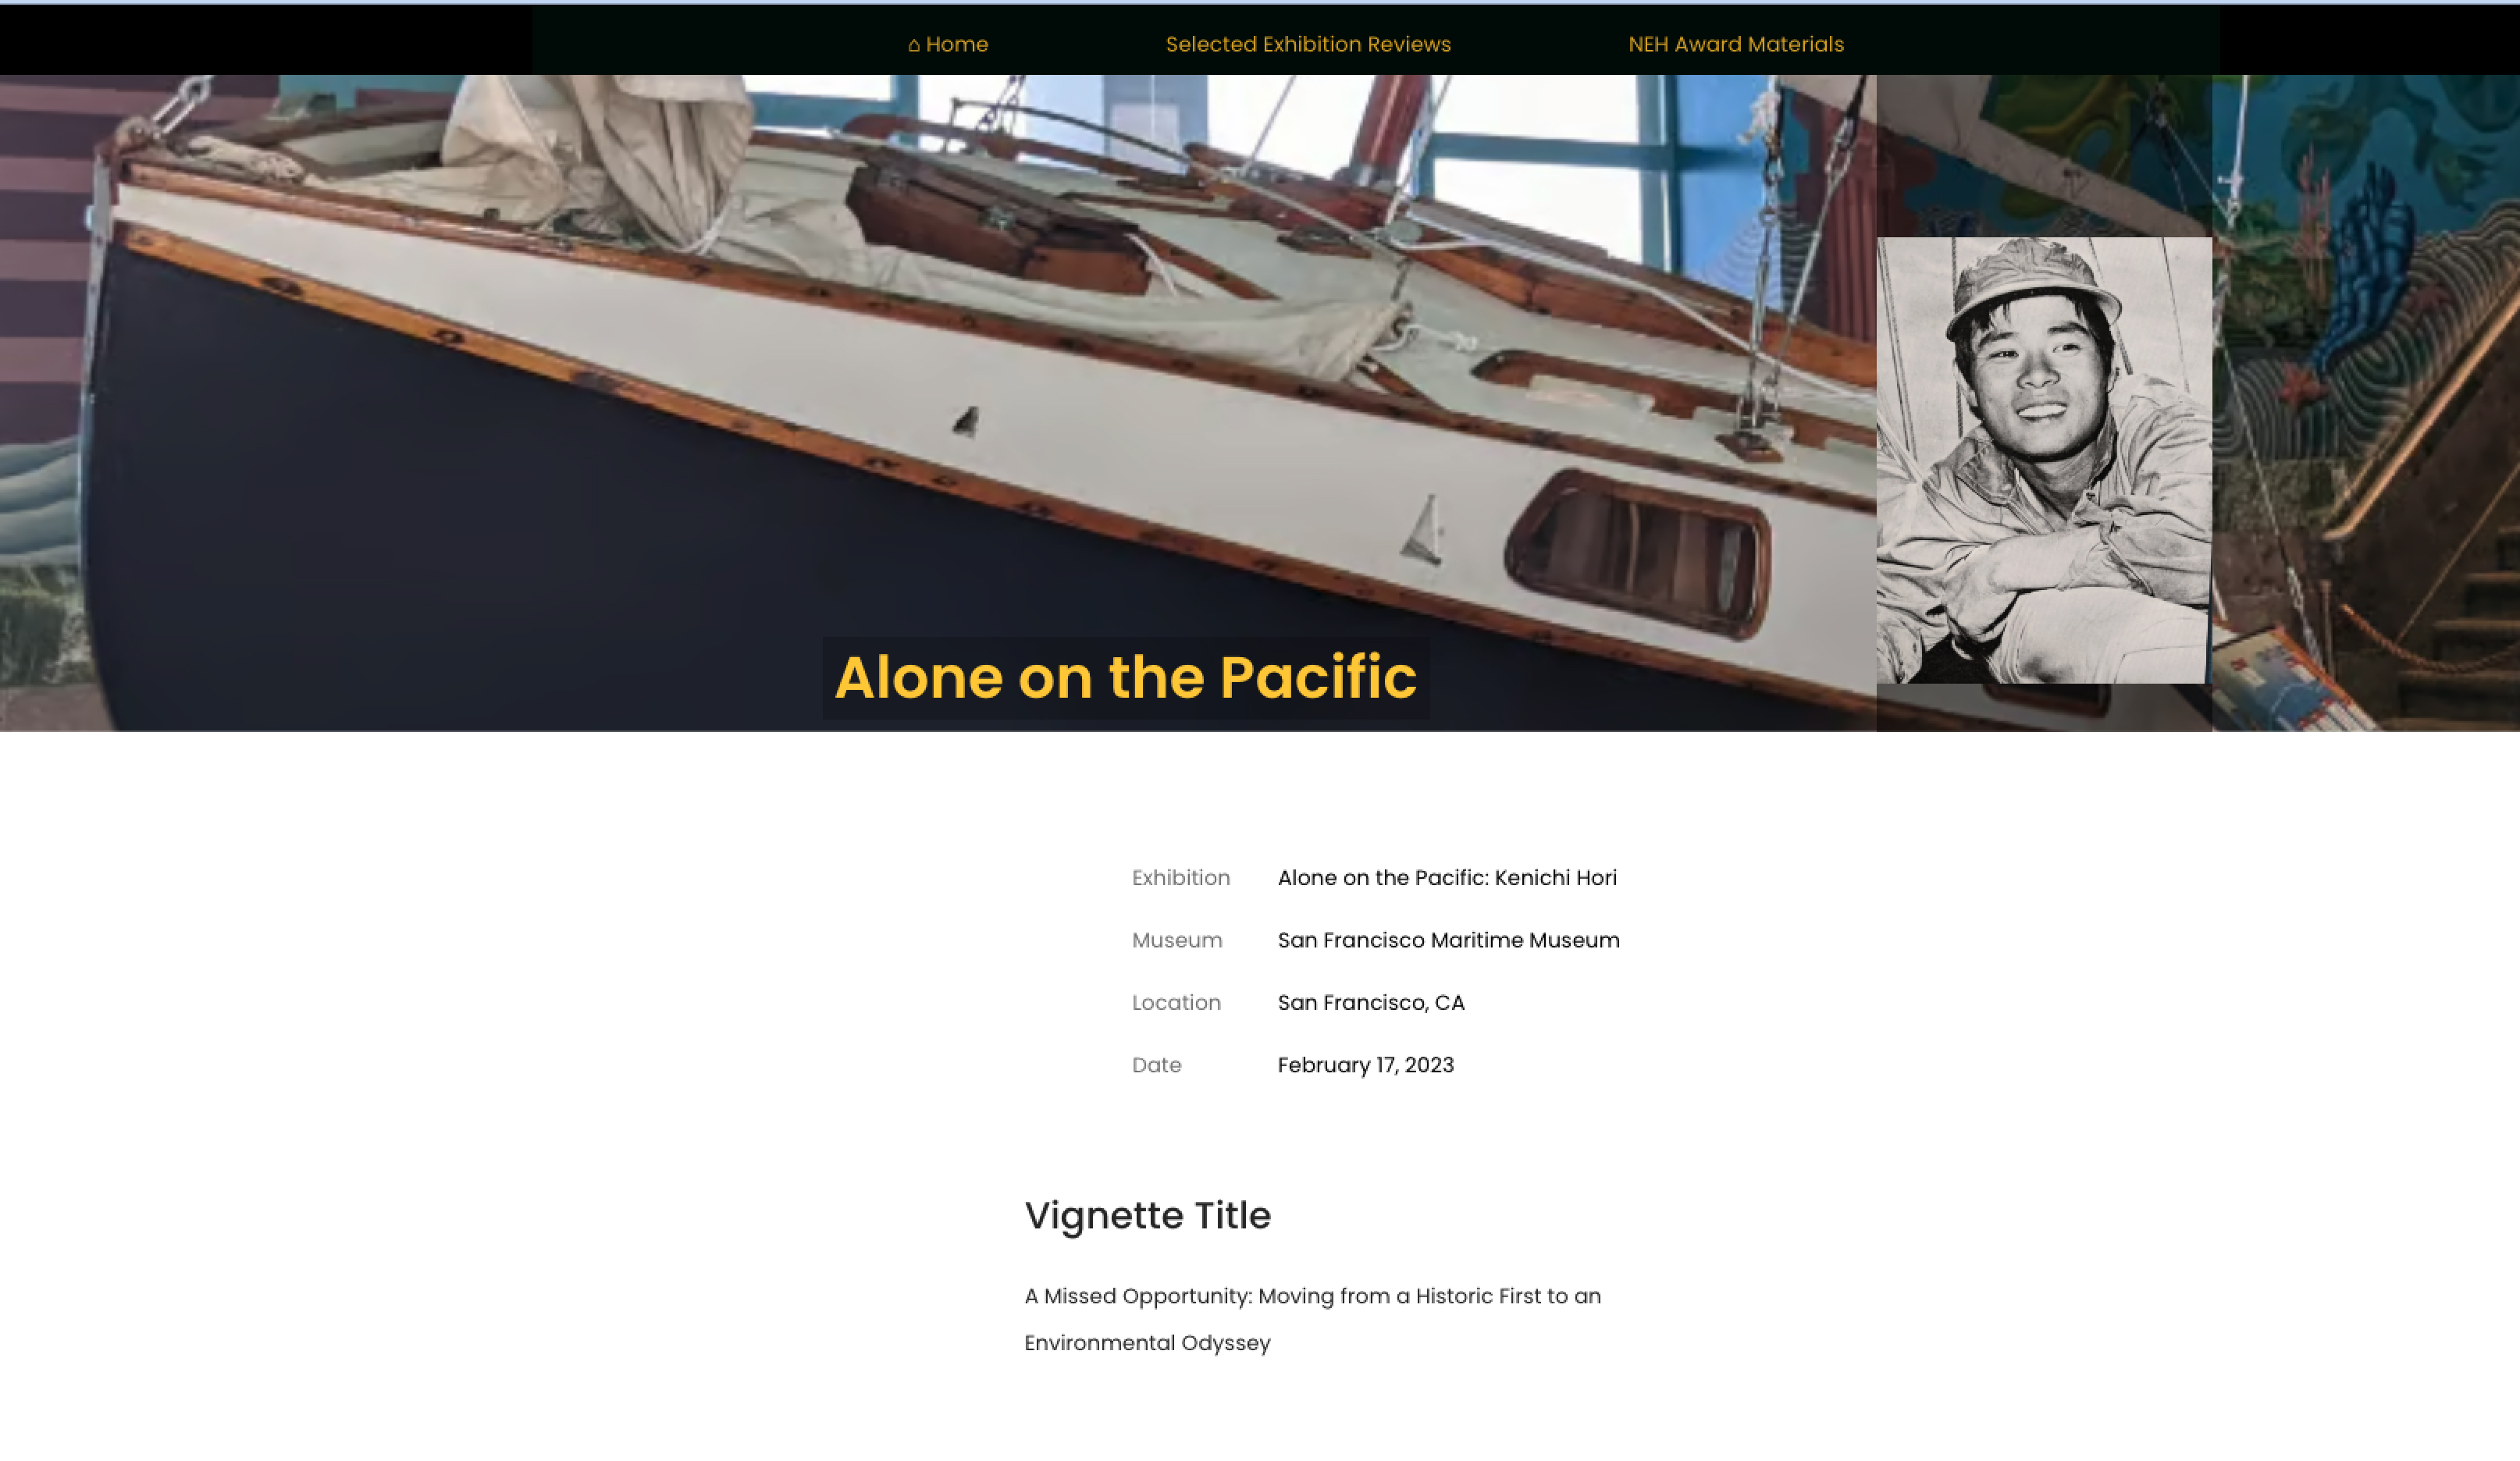 ⌂ Home Selected Exhibition Reviews NEH Award Materials
Alone on the Pacific
Exhibition Alone on the Pacific: Kenichi Hori
Museum San Francisco Maritime Museum
Location San Francisco, CA
Date February 17, 2023
Vignette Title
A Missed Opportunity: Moving from a Historic First to an
Environmental Odyssey